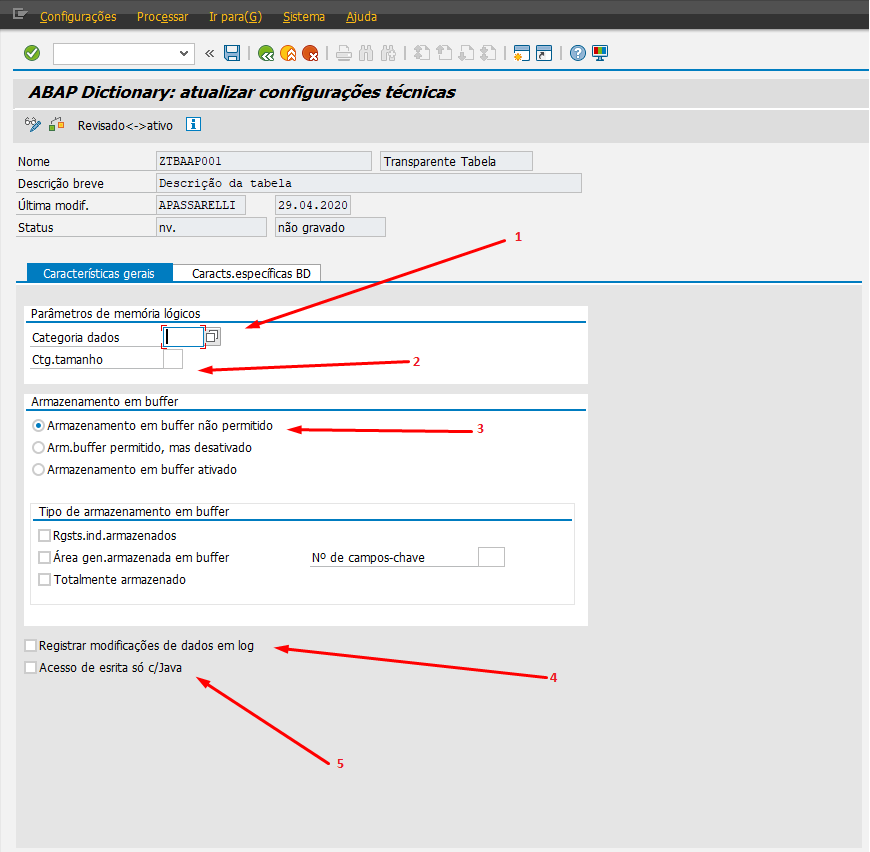 Configurações Processar Ir para(G) Sistema Ajuda
ABAP Dictionary: atualizar configurações técnicas
Revisado<->ativo
Nome ZTBAAP001 Transparente Tabela
Descrição breve Descrição da tabela
Última modif. APASSARELLI 29.04.2020
Status nv. não gravado
1
Características gerais Caracts.específicas BD
Parâmetros de memória lógicos
Categoria dados
Ctg.tamanho
2
Armazenamento em buffer
Armazenamento em buffer não permitido
3
Arm.buffer permitido, mas desativado
Armazenamento em buffer ativado
Tipo de armazenamento em buffer
Rgsts.ind.armazenados
Área gen.armazenada em buffer Nº de campos-chave
Totalmente armazenado
Registrar modificações de dados em log
Acesso de esrita só c/Java
4
5